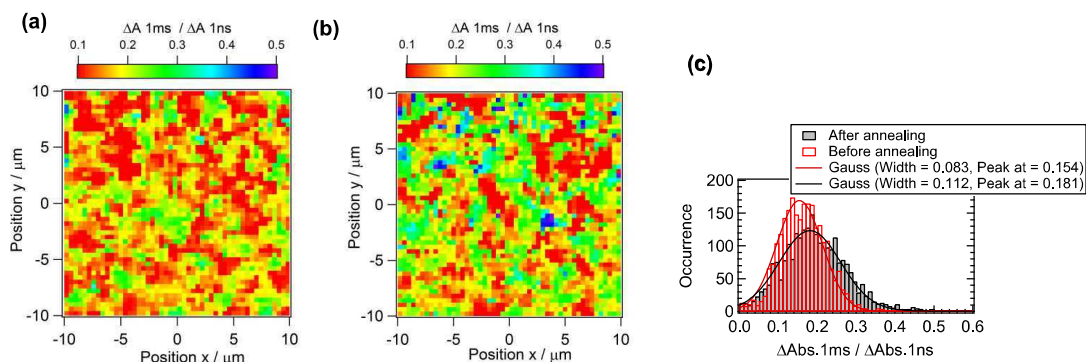 (a)
ΔA 1ms / ΔA 1ns
0.1 0.2 0.3 0.4 0.5
Position y / μm
10
5
0
-5
-10
-10 -5 0 5 10
Position x / μm
(b)
ΔA 1ms / ΔA 1ns
0.1 0.2 0.3 0.4 0.5
Position y / μm
10
5
0
-5
-10
-10 -5 0 5 10
Position x / μm
(c)
After annealing
Before annealing
Gauss (Width = 0.083, Peak at = 0.154)
Gauss (Width = 0.112, Peak at = 0.181)
Occurrence
200
150
100
50
0
0.0 0.1 0.2 0.3 0.4 0.5 0.6
ΔAbs.1ms / ΔAbs.1ns